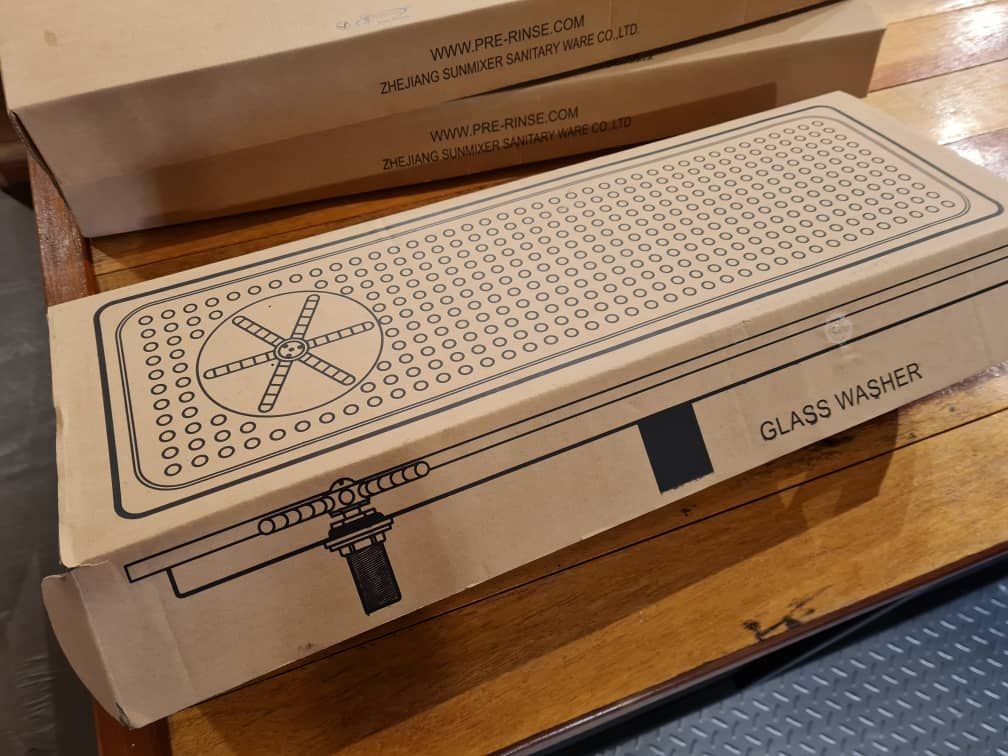 WWW.PRE-RINSE.COM
ZHEJIANG SUNMIXER SANITARY WARE CO.,LTD.
WWW.PRE-RINSE.COM
ZHEJIANG SUNMIXER SANITARY WARE CO.,LTD
GLASS WASHER